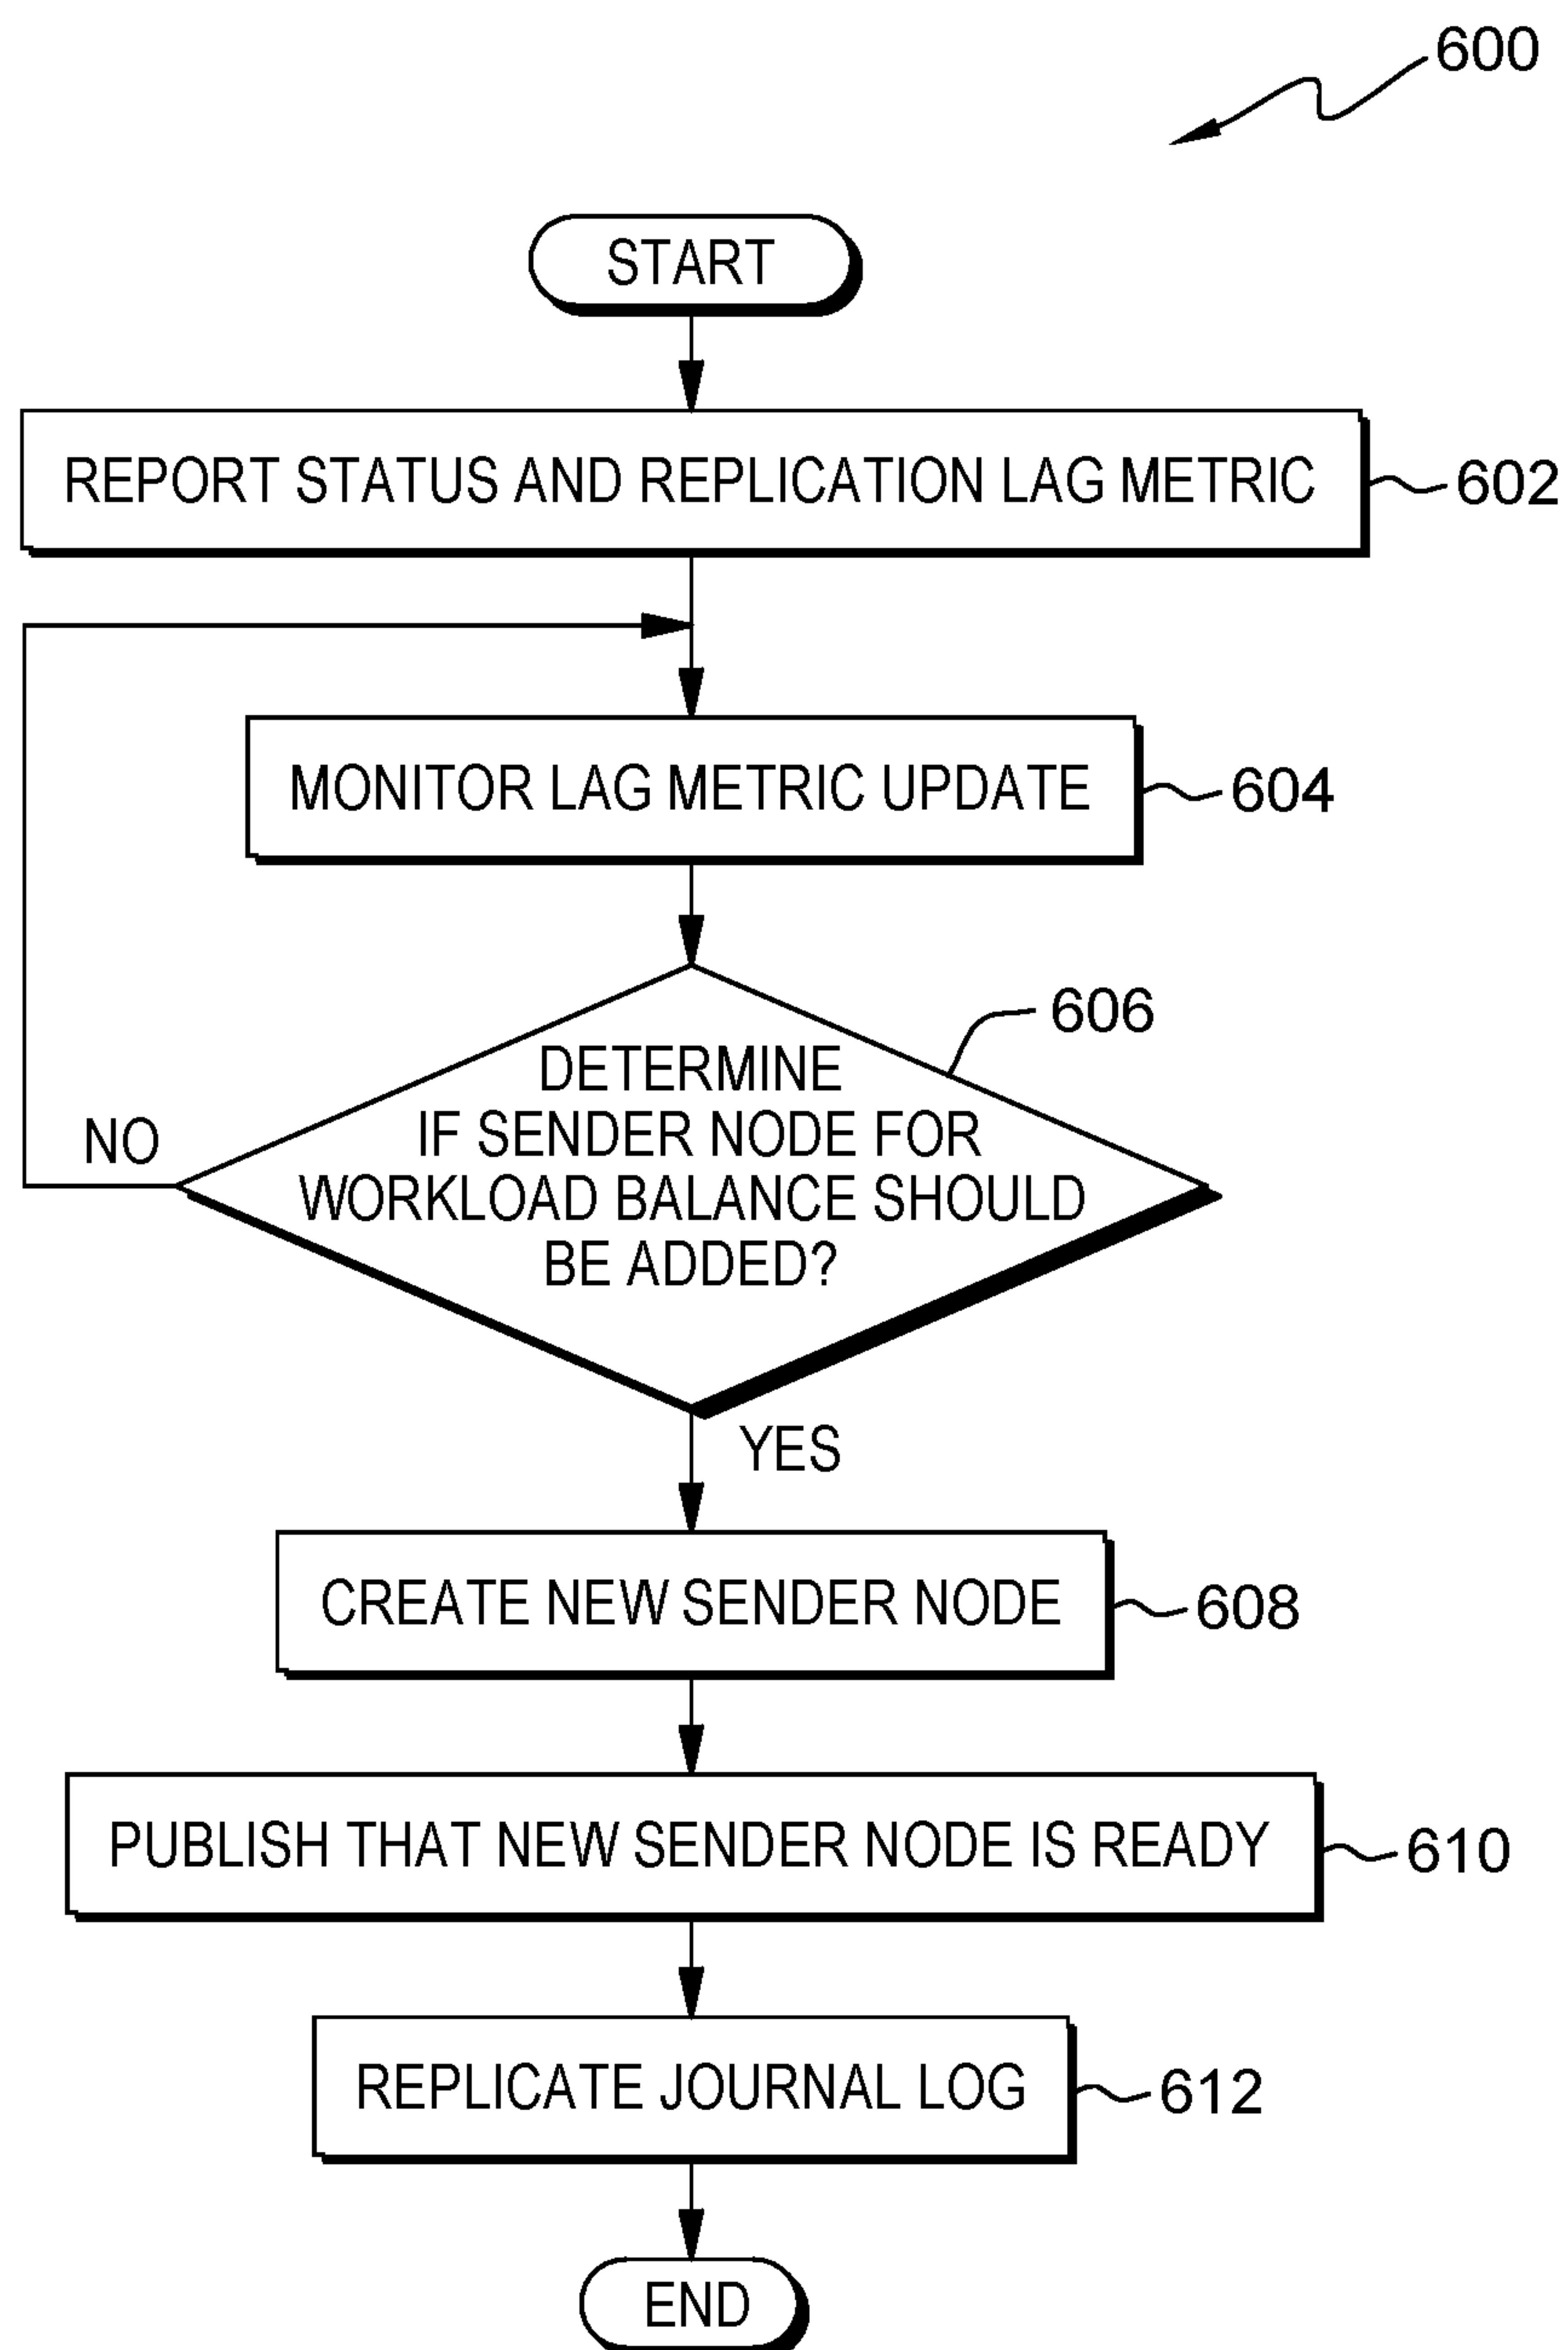 600
START
REPORT STATUS AND REPLICATION LAG METRIC
602
MONITOR LAG METRIC UPDATE
604
606
DETERMINE
IF SENDER NODE FOR
WORKLOAD BALANCE SHOULD
BE ADDED?
NO
YES
CREATE NEW SENDER NODE
608
PUBLISH THAT NEW SENDER NODE IS READY
610
REPLICATE JOURNAL LOG
612
END